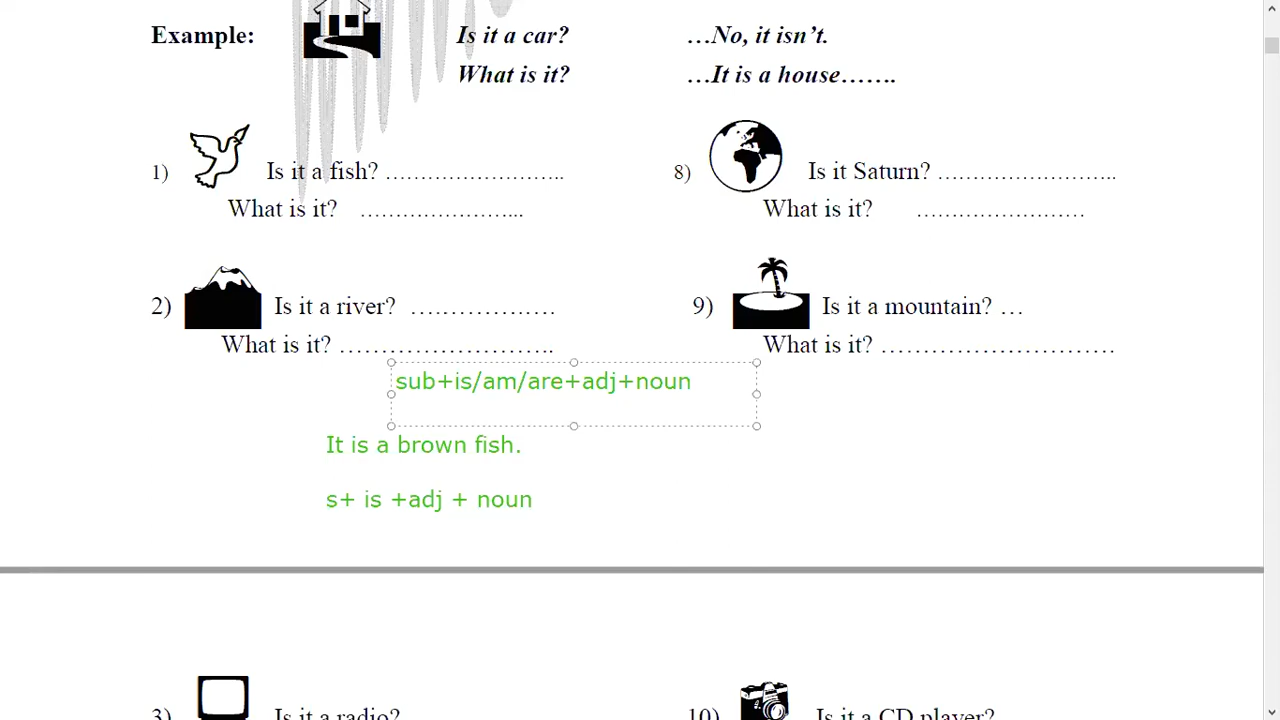 Example: Is it a car? …No, it isn't.
What is it? …It is a house…….
1) Is it a fish? ……………………..
What is it? …………………...
8) Is it Saturn? …………………...
What is it? ……………………
2) Is it a river? ….……….….…
What is it? ……………………..
9) Is it a mountain? …
What is it? …………………………
sub+is/am/are+adj+noun
It is a brown fish.
s+ is +adj + noun
3) Is it a radio?
10) Is it a CD player?